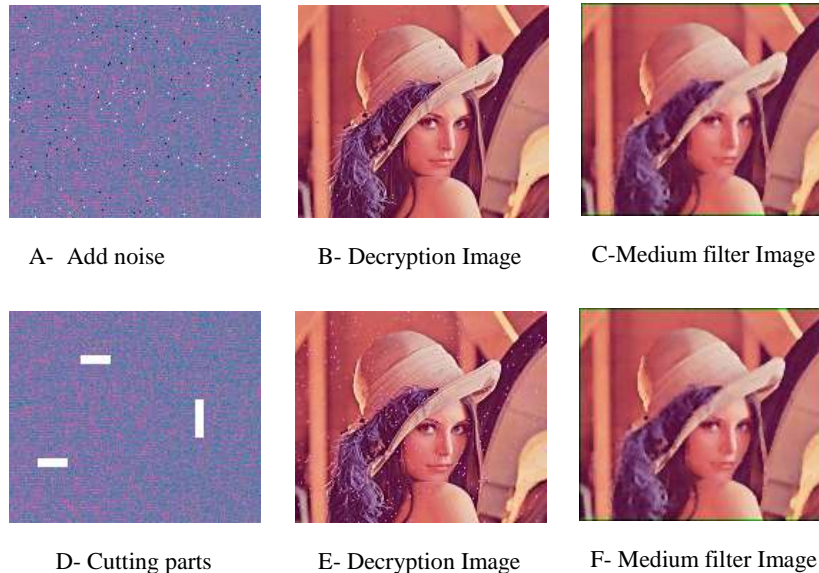 A- Add noise
B- Decryption Image
C-Medium filter Image
D- Cutting parts
E- Decryption Image
F- Medium filter Image